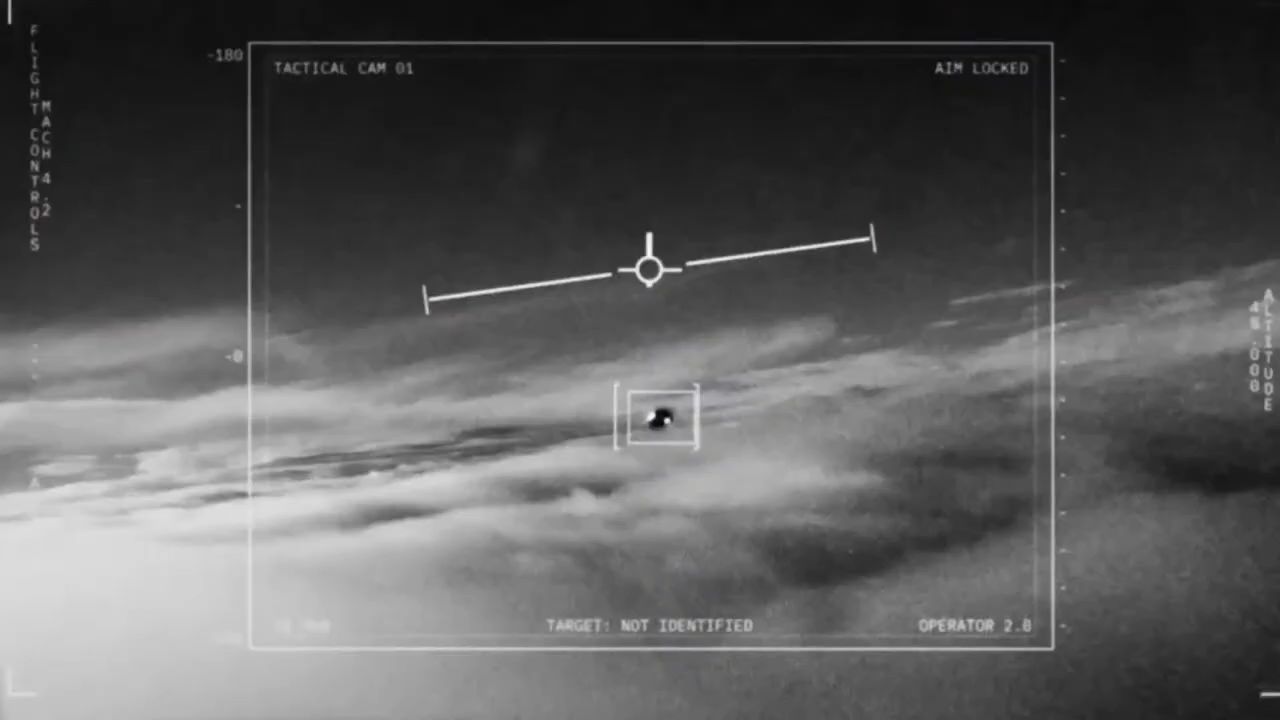 FLIGHT CONTROLS
MACH 4.2
-180
TACTICAL CAM 01
AIM LOCKED
-
-0
ALTITUDE
TARGET: NOT IDENTIFIED
OPERATOR 2.8